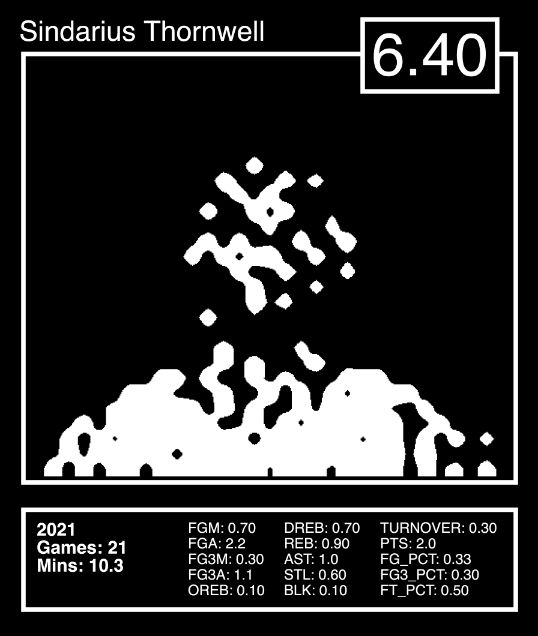 Sindarius Thornwell
6.40
2021
Games: 21
Mins: 10.3
FGM: 0.70
FGA: 2.2
FG3M: 0.30
FG3A: 1.1
OREB: 0.10
DREB: 0.70
REB: 0.90
AST: 1.0
STL: 0.60
BLK: 0.10
TURNOVER: 0.30
PTS: 2.0
FG_PCT: 0.33
FG3_PCT: 0.30
FT_PCT: 0.50